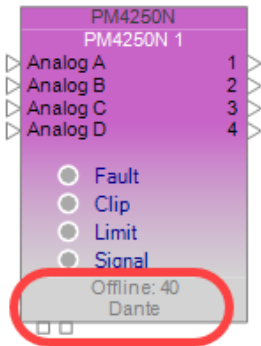 PM4250N
PM4250N 1
Analog A 1
Analog B 2
Analog C 3
Analog D 4
Fault
Clip
Limit
Signal
Offline: 40
Dante